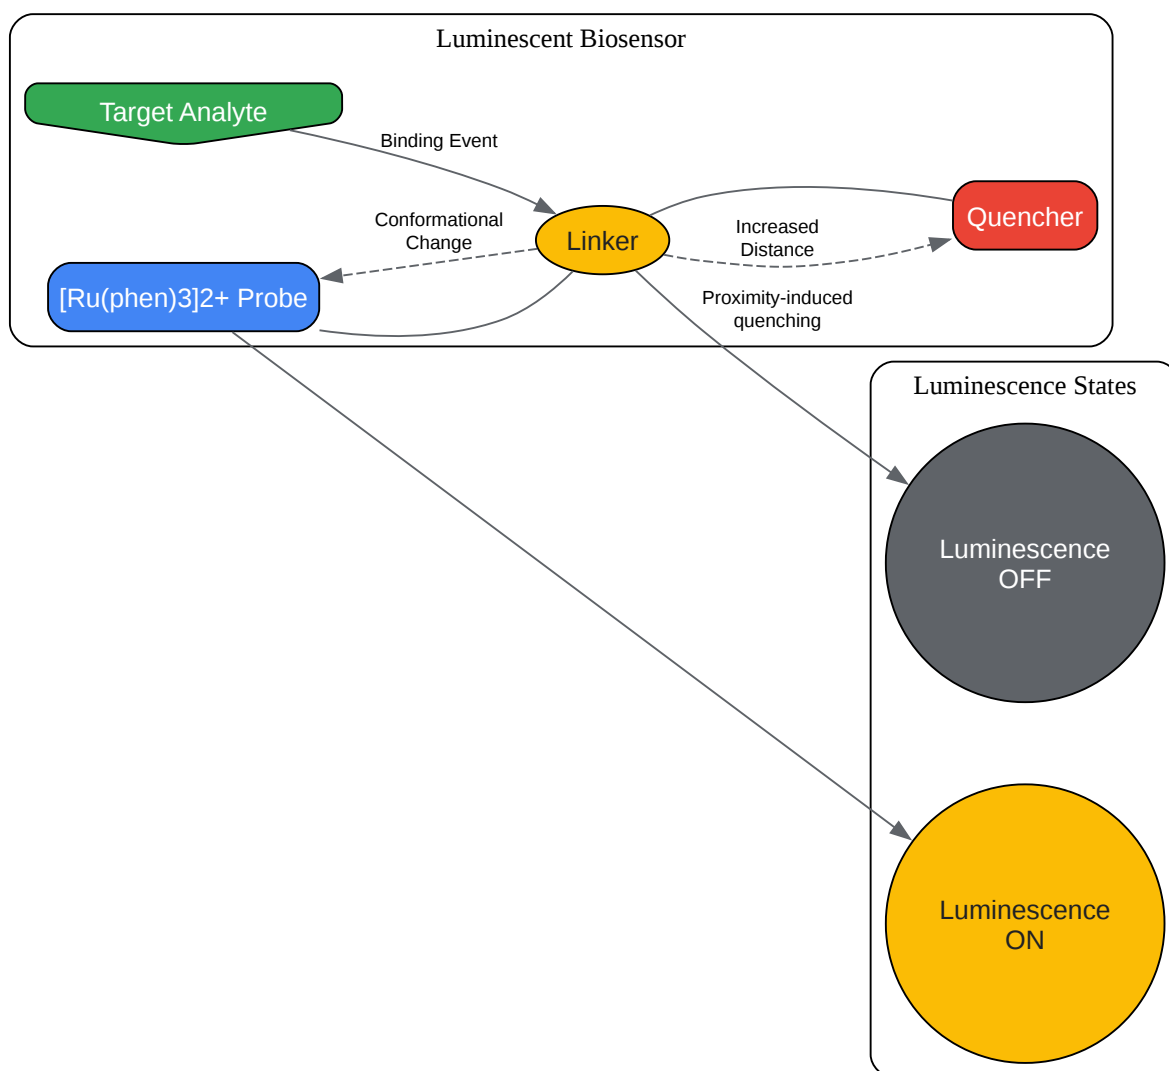 Luminescent Biosensor
Target Analyte
Binding Event
Conformational
Change
Linker
Increased
Distance
Quencher
[Ru(phen)3]2+ Probe
Proximity-induced
quenching
Luminescence States
Luminescence
OFF
Luminescence
ON